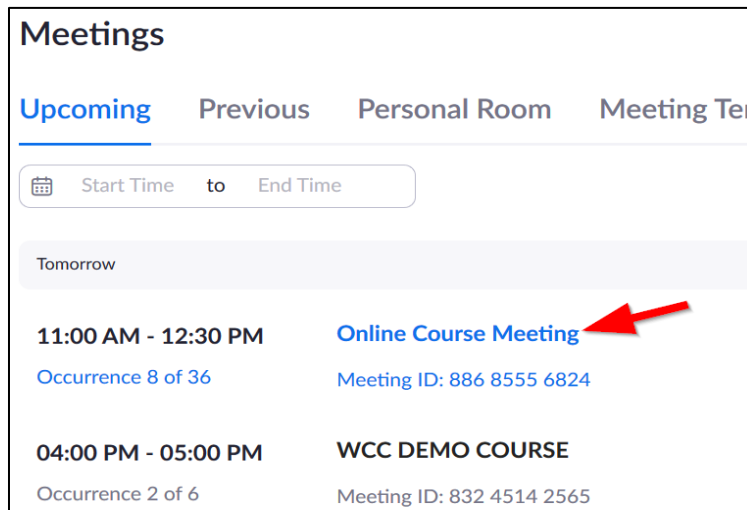 Meetings
Upcoming Previous Personal Room Meeting Ter
Start Time to End Time
Tomorrow
11:00 AM - 12:30 PM Online Course Meeting
Occurrence 8 of 36 Meeting ID: 886 8555 6824
04:00 PM - 05:00 PM WCC DEMO COURSE
Occurrence 2 of 6 Meeting ID: 832 4514 2565